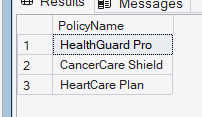 Results Messages
PolicyName
1 HealthGuard Pro
2 CancerCare Shield
3 HeartCare Plan